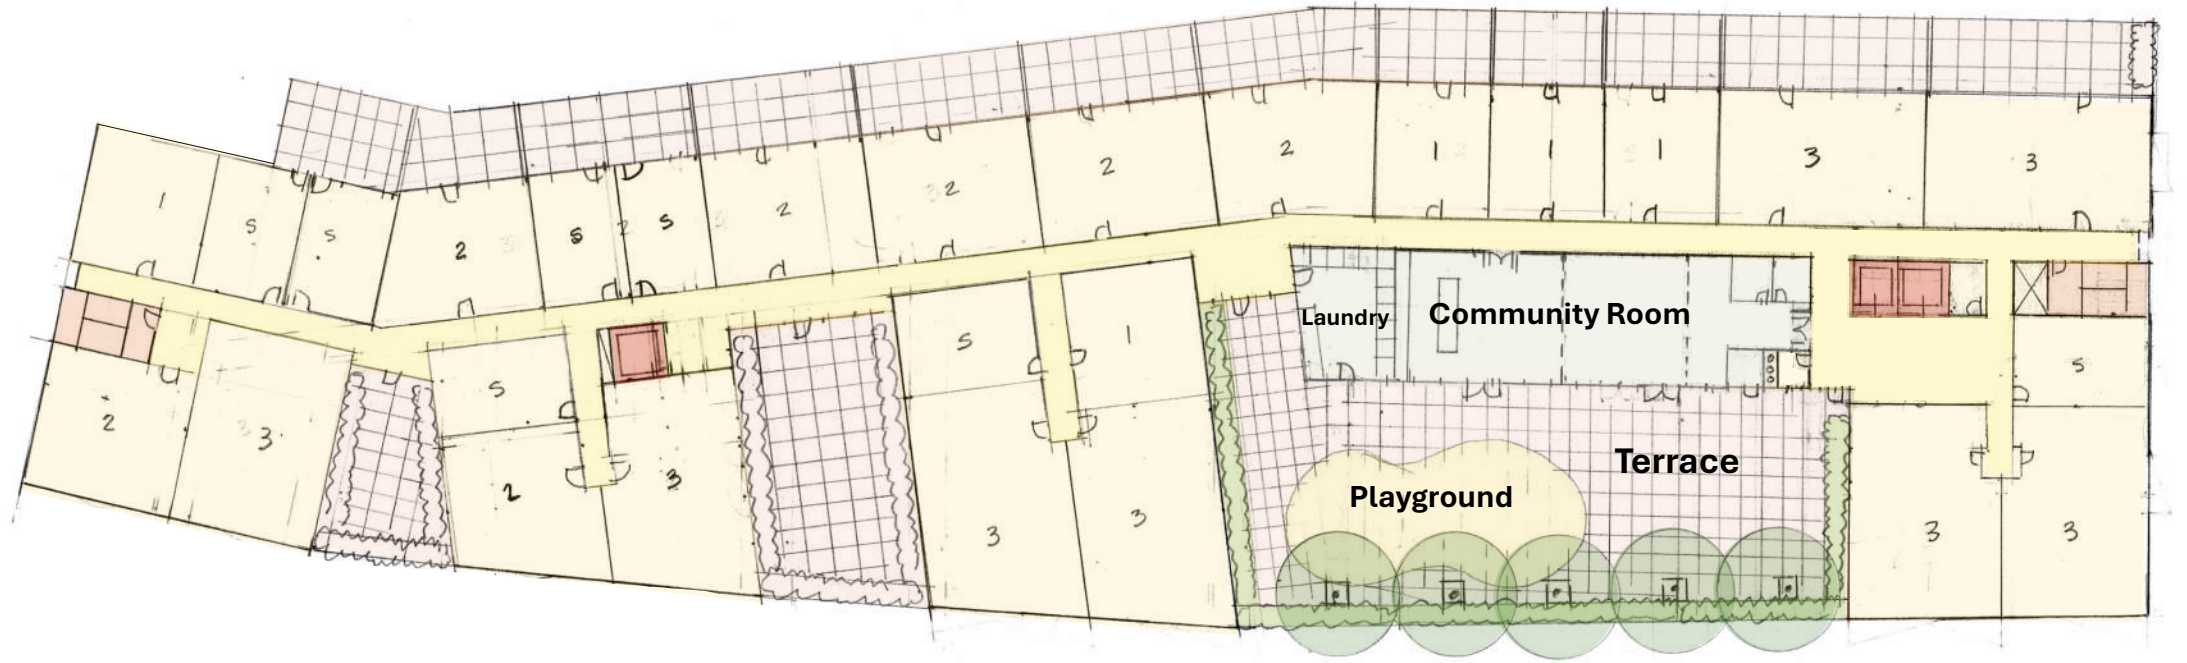 1 S S 2 S S 2 2 2 2 1 1 1 3 3
Laundry Community Room
2 3 S 2 3 S 1 S
Terrace
Playground
3 3 3 3